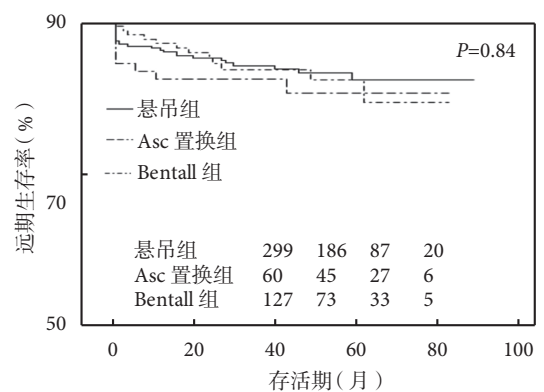 90
P=0.84
悬吊组
Asc 置换组
Bentall 组
远期生存率(%)
70
悬吊组 299 186 87 20
Asc 置换组 60 45 27 6
Bentall 组 127 73 33 5
50
0 20 40 60 80 100
存活期(月)